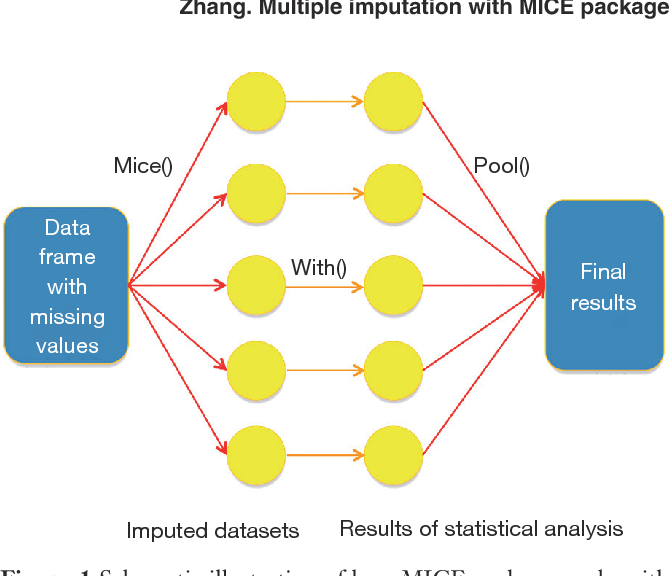 Zhang. Multiple imputation with MICE package
Mice()
Pool()
Data
frame
with
missing
values
With()
Final
results
Imputed datasets
Results of statistical analysis